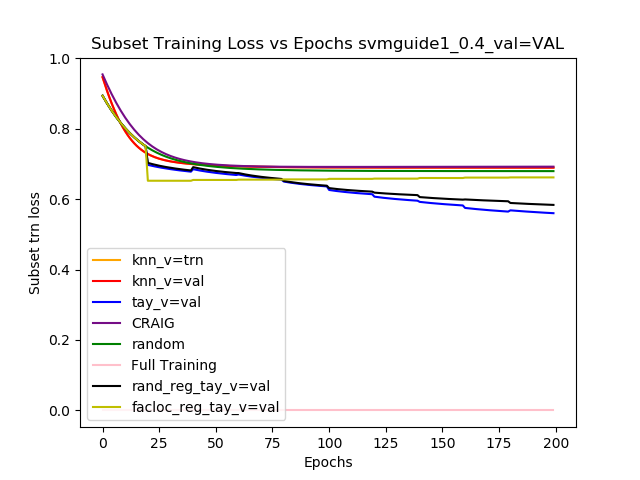 Subset Training Loss vs Epochs svmguide1_0.4_val=VAL
Subset trn loss
1.0
0.8
0.6
0.4
0.2
0.0
knn_v=trn
knn_v=val
tay_v=val
CRAIG
random
Full Training
rand_reg_tay_v=val
facloc_reg_tay_v=val
0 25 50 75 100 125 150 175 200
Epochs